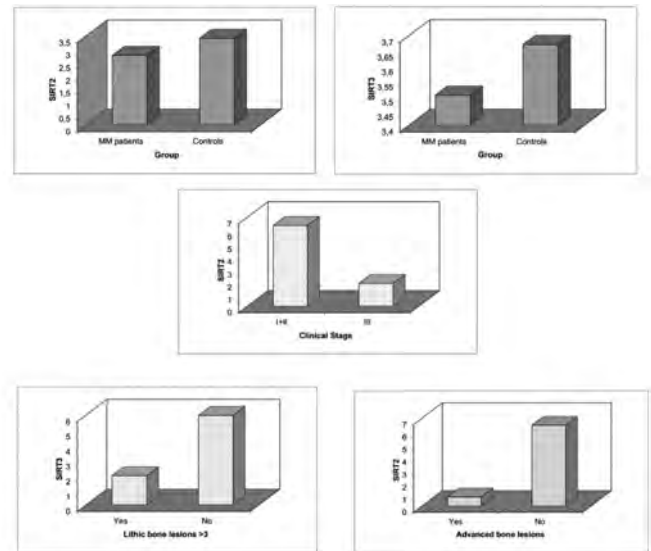 3,5
3
2,5
2
1,5
1
0,5
0
SIRT2
MM patients Controls
Group
3,7
3,65
3,6
3,55
3,5
3,45
3,4
SIRT3
MM patients Controls
Group
7
6
5
4
3
2
1
0
SIRT2
I+II III
Clinical Stage
6
5
4
3
2
1
0
SIRT3
Yes No
Lithic bone lesions >3
7
6
5
4
3
2
1
0
SIRT2
Yes No
Advanced bone lesions